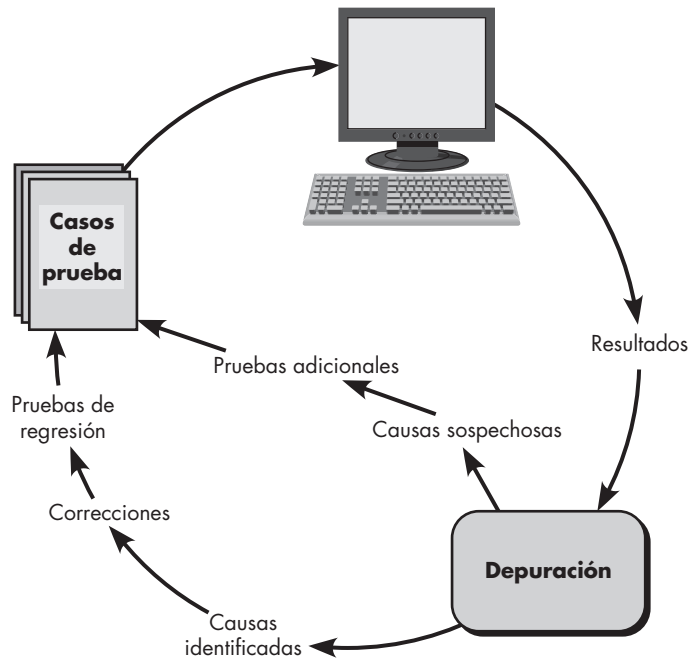 Casos
de
prueba
Resultados
Pruebas adicionales
Causas sospechosas
Pruebas de
regresión
Correcciones
Depuración
Causas
identificadas